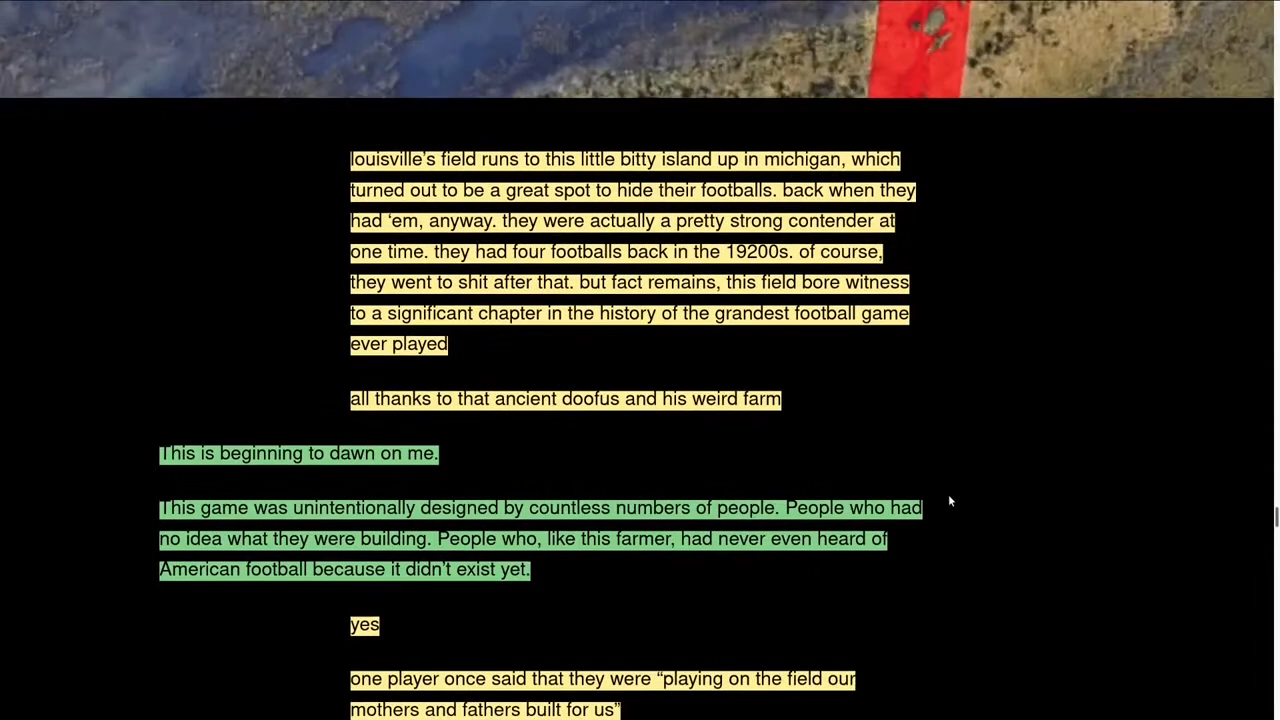 louisville’s field runs to this little bitty island up in michigan, which
turned out to be a great spot to hide their footballs. back when they
had ‘em, anyway. they were actually a pretty strong contender at
one time. they had four footballs back in the 19200s. of course,
they went to shit after that. but fact remains, this field bore witness
to a significant chapter in the history of the grandest football game
ever played
all thanks to that ancient doofus and his weird farm
This is beginning to dawn on me.
This game was unintentionally designed by countless numbers of people. People who had
no idea what they were building. People who, like this farmer, had never even heard of
American football because it didn’t exist yet.
yes
one player once said that they were “playing on the field our
mothers and fathers built for us”